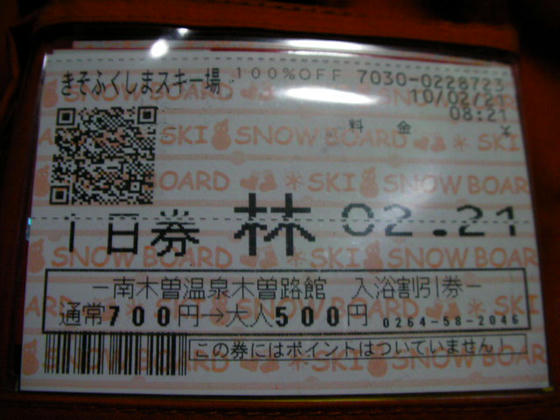 きそふくしまスキー場 100%OFF 7030-0228723
10/02/21
08:21
料 金 ¥
1日券 林 02.21
ー南木曽温泉木曽路館 入浴割引券ー
通常700円→大人500円 0264-58-2046
この券にはポイントはついていません!
SKI SNOW BOARD